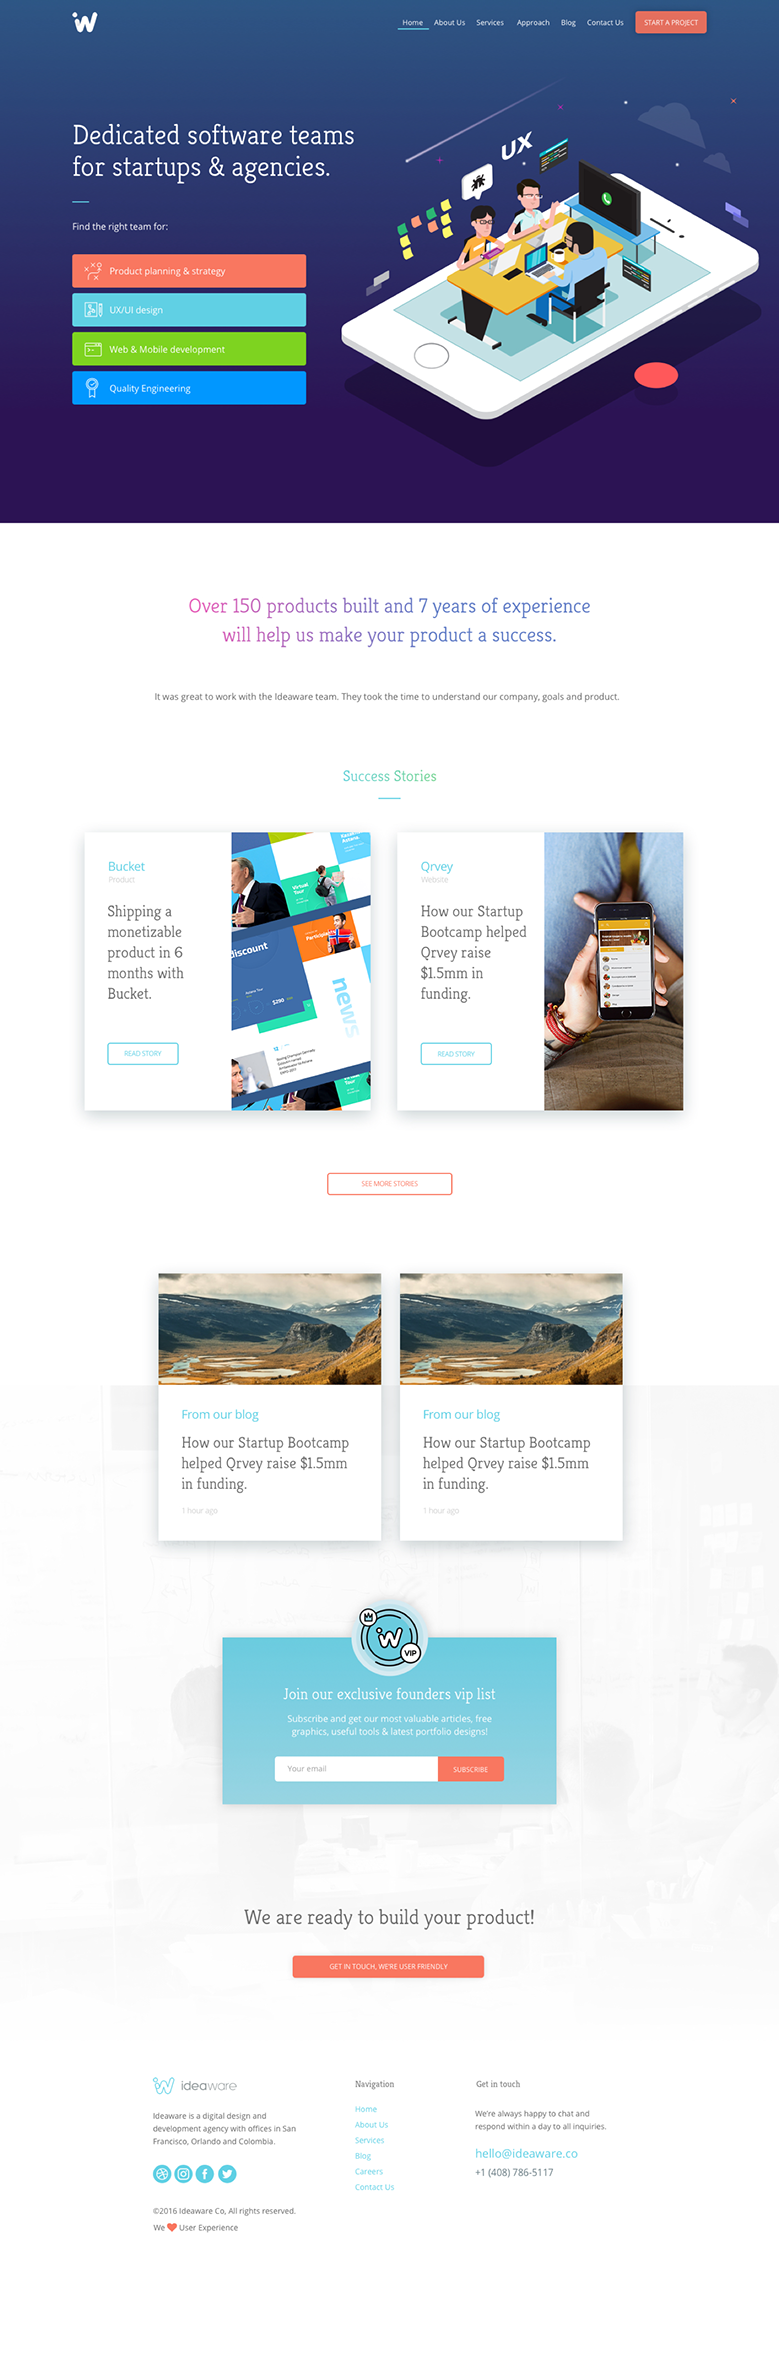 iW
Home About Us Services Approach Blog Contact Us START A PROJECT
Dedicated software teams
for startups & agencies.
Find the right team for:
Product planning & strategy
UX/UI design
Web & Mobile development
Quality Engineering
UX
Over 150 products built and 7 years of experience
will help us make your product a success.
It was great to work with the Ideaware team. They took the time to understand our company, goals and product.
Success Stories
Bucket
Product
Shipping a
monetizable
product in 6
months with
Bucket.
READ STORY
Virtual
Tour
discount
$290
news
12
Qrvey
Website
How our Startup
Bootcamp helped
Qrvey raise
$1.5mm in
funding.
READ STORY
SEE MORE STORIES
From our blog
How our Startup Bootcamp
helped Qrvey raise $1.5mm
in funding.
1 hour ago
From our blog
How our Startup Bootcamp
helped Qrvey raise $1.5mm
in funding.
1 hour ago
iW
VIP
Join our exclusive founders vip list
Subscribe and get our most valuable articles, free
graphics, useful tools & latest portfolio designs!
Your email
SUBSCRIBE
We are ready to build your product!
GET IN TOUCH, WE'RE USER FRIENDLY
iW ideaware
Ideaware is a digital design and
development agency with offices in San
Francisco, Orlando and Colombia.
©2016 Ideaware Co, All rights reserved.
We User Experience
Navigation
Home
About Us
Services
Blog
Careers
Contact Us
Get in touch
We're always happy to chat and
respond within a day to all inquiries.
hello@ideaware.co
+1 (408) 786-5117